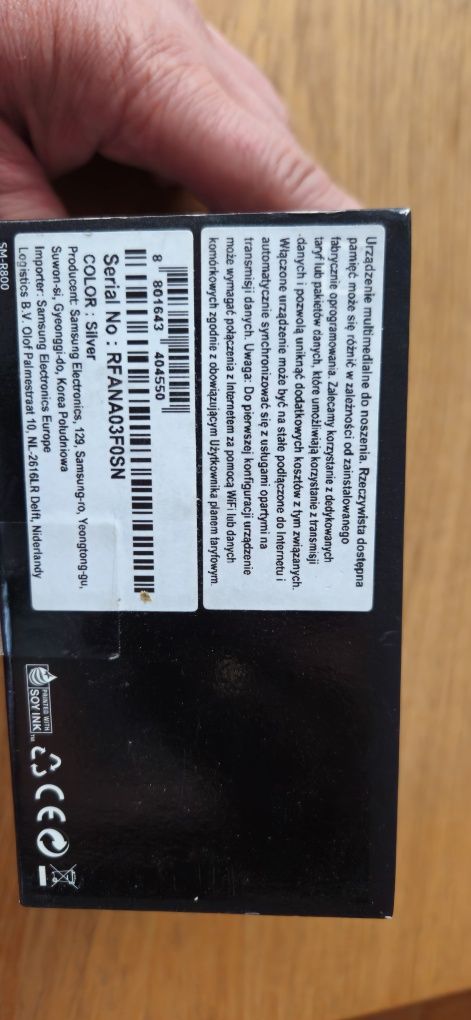 Urządzenie multimedialne do noszenia. Rzeczywista dostępna
pamięć może się różnić w zależności od zainstalowanego
fabrycznie oprogramowania. Zalecamy korzystanie z dedykowanych
taryf lub pakietów danych, które umożliwiają korzystanie z transmisji
danych i pozwolą uniknąć dodatkowych kosztów z tym związanych.
Włączone urządzenie może być na stałe podłączone do Internetu i
automatycznie synchronizować się z usługami opartymi na
transmisji danych. Uwaga: Do pierwszej konfiguracji urządzenie
może wymagać połączenia z Internetem za pomocą WiFi lub danych
komórkowych zgodnie z obowiązującym Użytkownika planem taryfowym.
8 801643 404550
Serial No : RFANA03F0SN
COLOR : Silver
Producent: Samsung Electronics, 129, Samsung-ro, Yeongtong-gu,
Suwon-si, Gyeonggi-do, Korea Południowa
Importer : Samsung Electronics Europe
Logistics B.V. Olof Palmestraat 10, NL-2616LR Delft, Niderlandy
SM-R800
PRINTED WITH
SOY INK
TM
CE